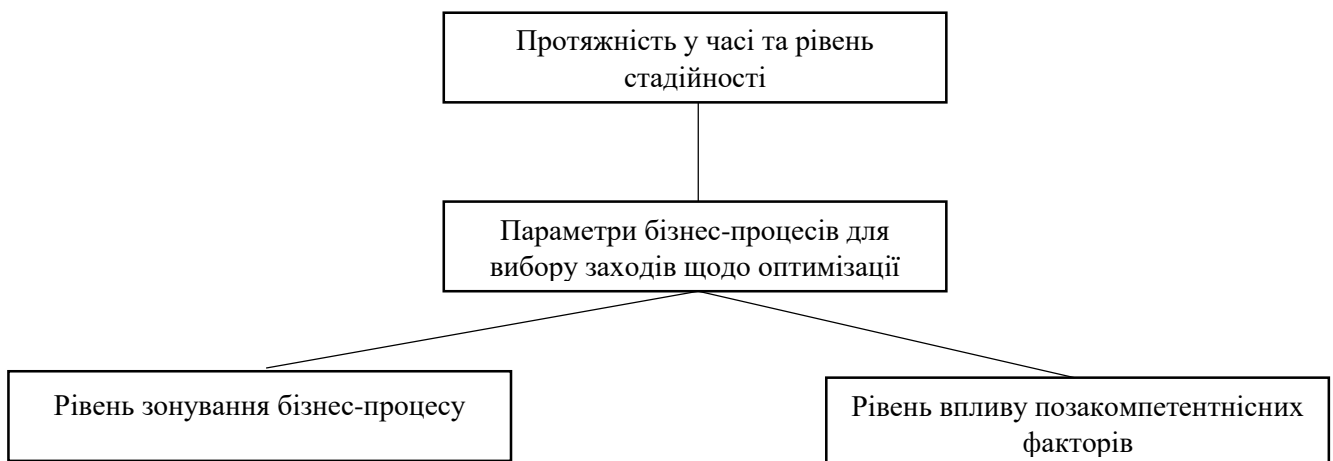 Протяжність у часі та рівень
стадійності
Параметри бізнес-процесів для
вибору заходів щодо оптимізації
Рівень зонування бізнес-процесу
Рівень впливу позакомпетентнісних
факторів